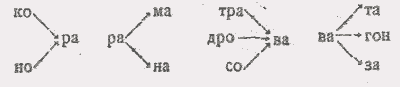 ко ма тра та
ра ра дро ва ва гон
но на со за